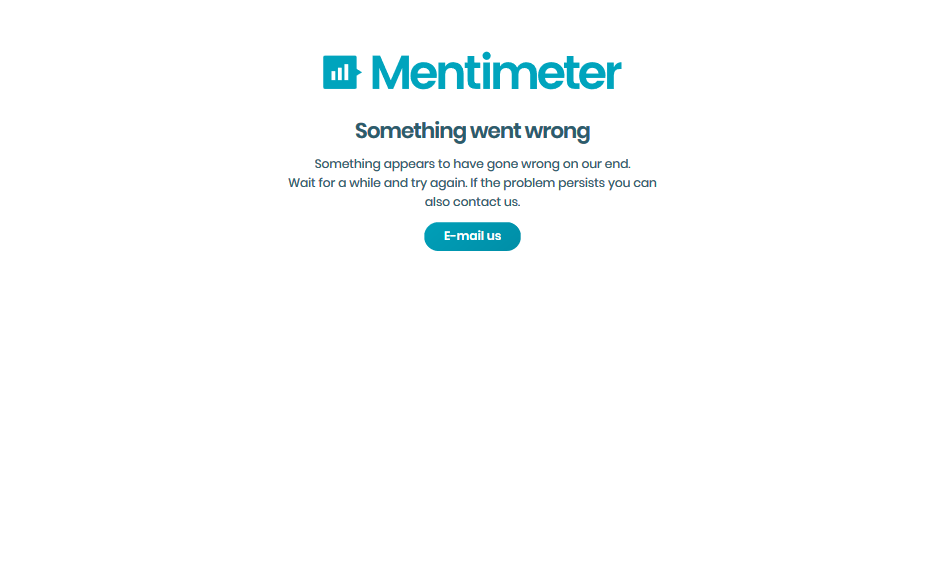 Mentimeter
Something went wrong
Something appears to have gone wrong on our end.
Wait for a while and try again. If the problem persists you can
also contact us.
E-mail us